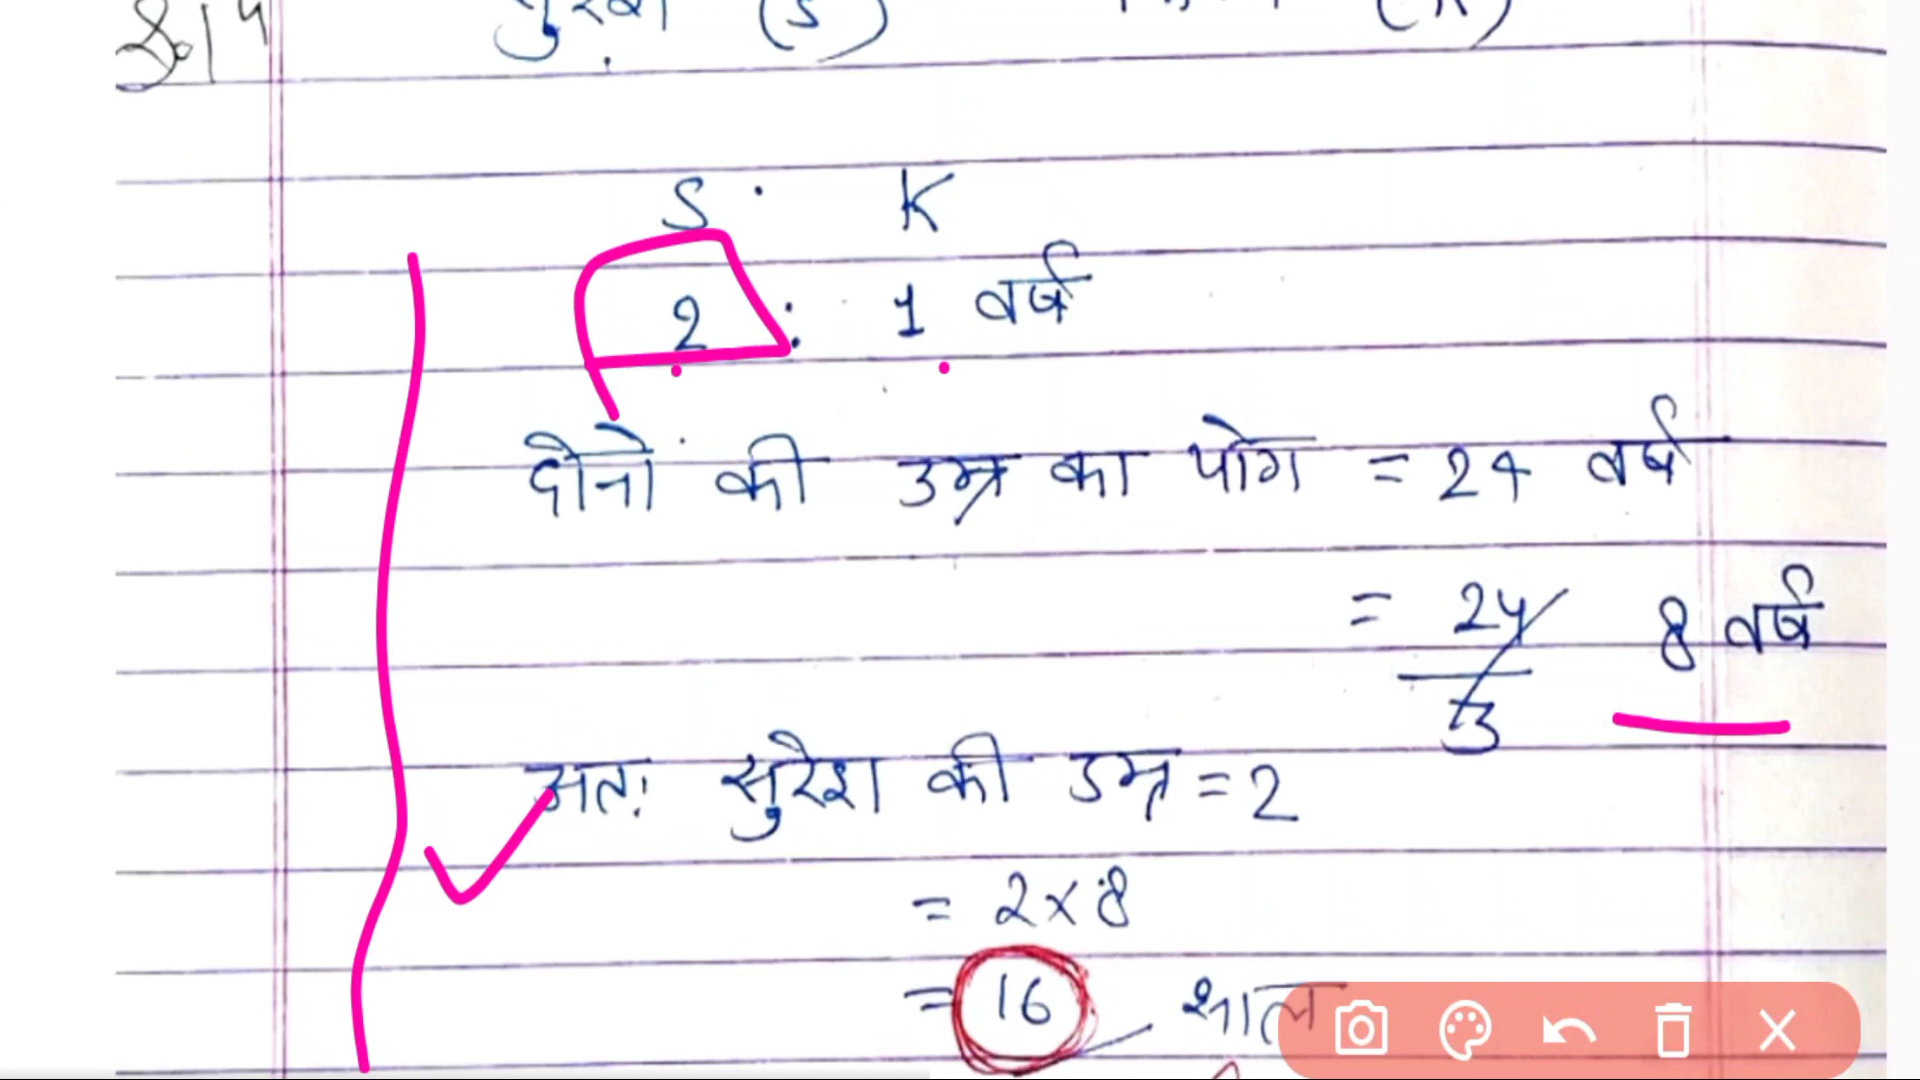 सुरेश (S)
S. K
2 : 1 वर्ष
दोनों की उम्र का योग = 24 वर्ष
= 24/3 8 वर्ष
अतः सुरेश की उम्र = 2
= 2 x 8
= 16 शाल